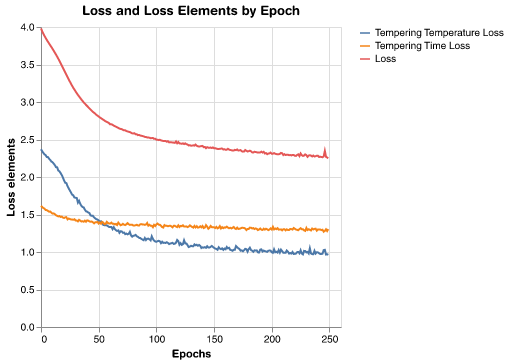 Loss and Loss Elements by Epoch
Tempering Temperature Loss
Tempering Time Loss
Loss
Loss elements
4.0
3.5
3.0
2.5
2.0
1.5
1.0
0.5
0.0
0 50 100 150 200 250
Epochs